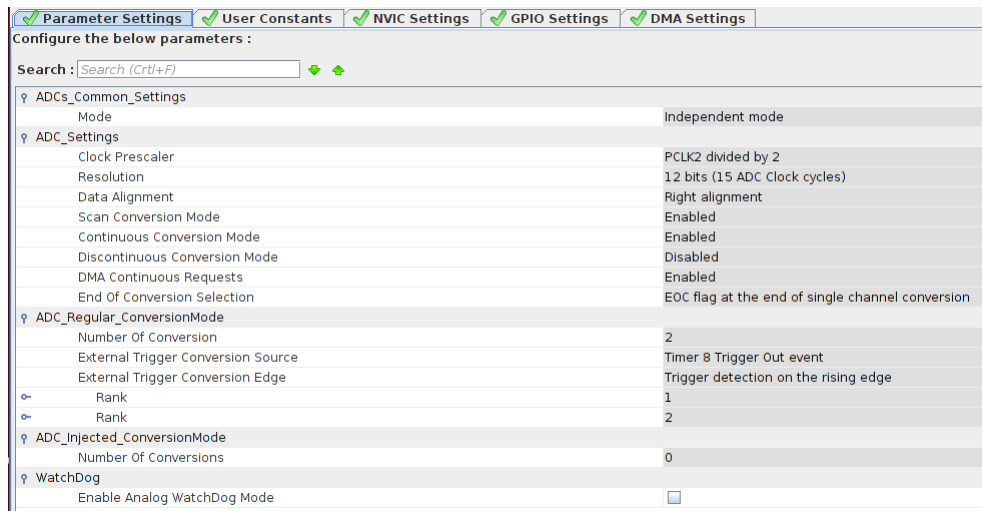 Parameter Settings User Constants NVIC Settings GPIO Settings DMA Settings
Configure the below parameters :
Search : Search (Crtl+F)
ADCs_Common_Settings
Mode Independent mode
ADC_Settings
Clock Prescaler PCLK2 divided by 2
Resolution 12 bits (15 ADC Clock cycles)
Data Alignment Right alignment
Scan Conversion Mode Enabled
Continuous Conversion Mode Enabled
Discontinuous Conversion Mode Disabled
DMA Continuous Requests Enabled
End Of Conversion Selection EOC flag at the end of single channel conversion
ADC_Regular_ConversionMode
Number Of Conversion 2
External Trigger Conversion Source Timer 8 Trigger Out event
External Trigger Conversion Edge Trigger detection on the rising edge
Rank 1
Rank 2
ADC_Injected_ConversionMode
Number Of Conversions 0
WatchDog
Enable Analog WatchDog Mode